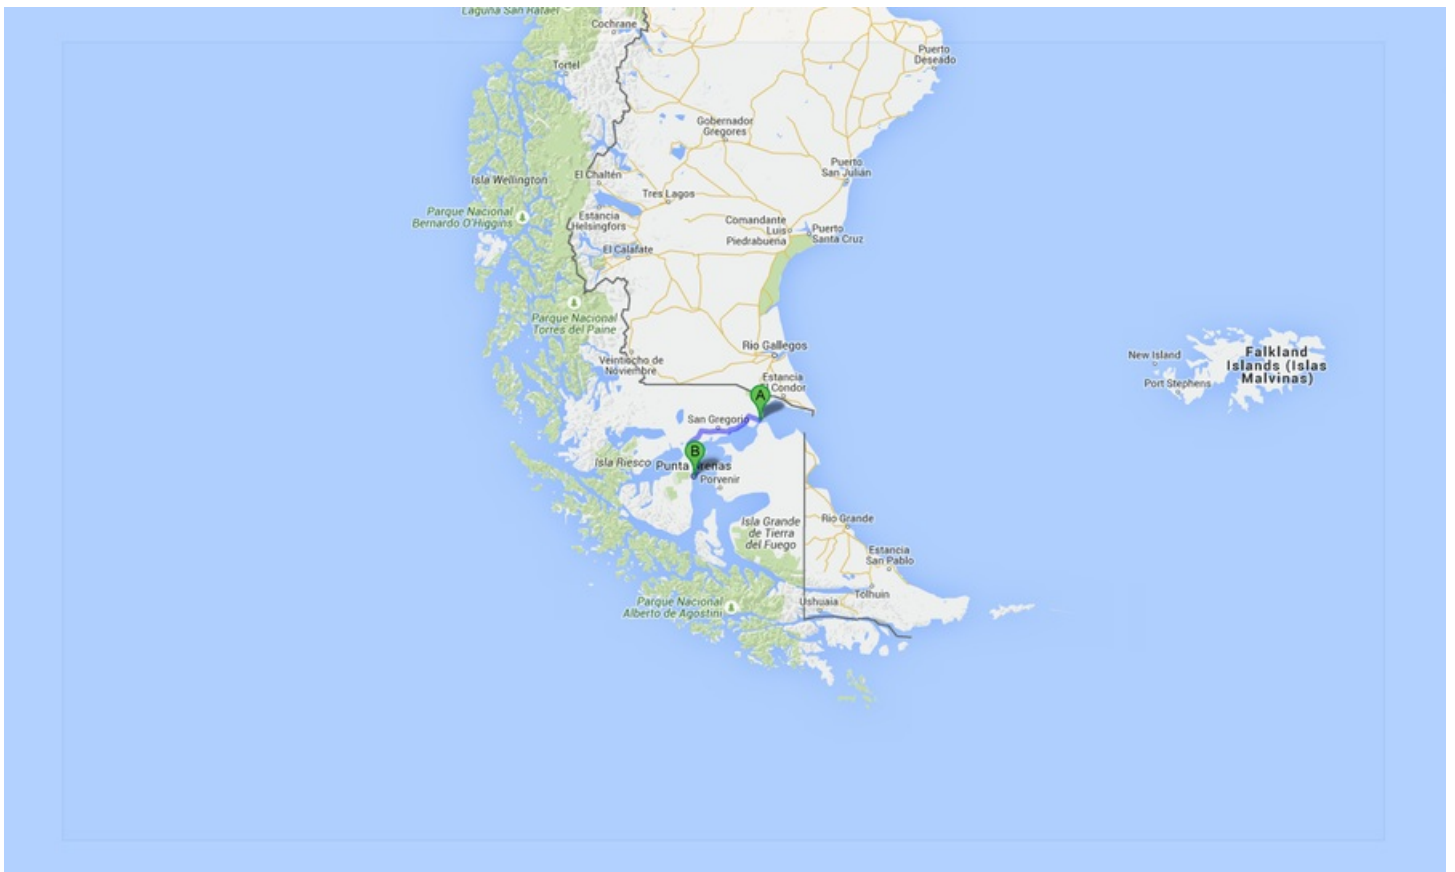 Laguna San Rafael
Cochrane
Puerto
Deseado
Tortel
Gobernador
Gregores
Puerto
San Julián
El Chaltén
Isla Wellington
Tres Lagos
Parque Nacional
Bernardo O'Higgins
Estancia
Helsingfors
Comandante
Luis
Piedrabuena
Puerto
Santa Cruz
El Calafate
Parque Nacional
Torres del Paine
Rio Gallegos
Veintiocho de
Noviembre
New Island
Falkland
Islands (Islas
Malvinas)
Port Stephens
Estancia
Condor
A
San Gregorio
B
Isla Riesco
Punta Arenas
Porvenir
Isla Grande
de Tierra
del Fuego
Rio Grande
Estancia
San Pablo
Tolhuin
Ushuaia
Parque Nacional
Alberto de Agostini